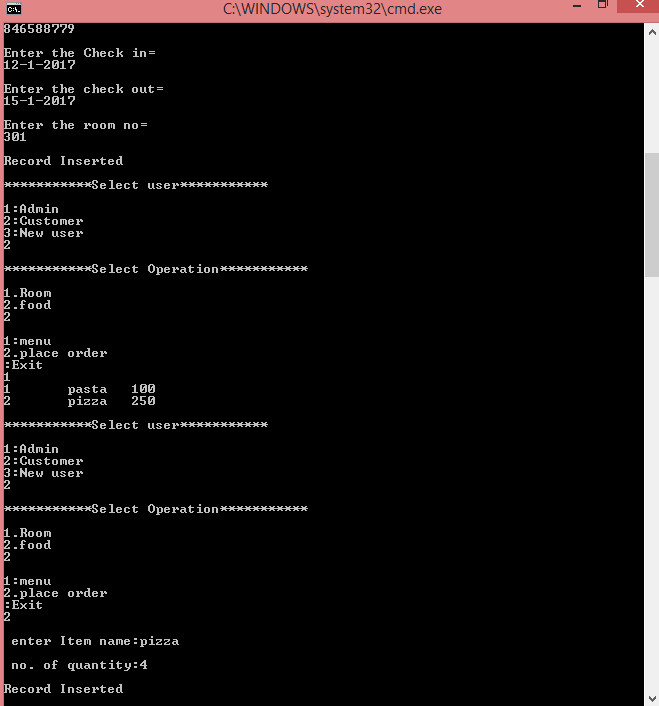 C:\WINDOWS\system32\cmd.exe
846588779
Enter the Check in=
12-1-2017
Enter the check out=
15-1-2017
Enter the room no=
301
Record Inserted
***********Select user***********
1:Admin
2:Customer
3:New user
2
***********Select Operation***********
1.Room
2.food
2
1:menu
2.place order
:Exit
1
1 pasta 100
2 pizza 250
***********Select user***********
1:Admin
2:Customer
3:New user
2
***********Select Operation***********
1.Room
2.food
2
1:menu
2.place order
:Exit
2
enter Item name:pizza
no. of quantity:4
Record Inserted